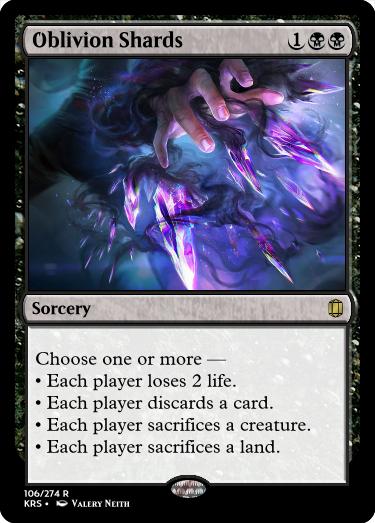 Oblivion Shards 1
Sorcery
Choose one or more —
• Each player loses 2 life.
• Each player discards a card.
• Each player sacrifices a creature.
• Each player sacrifices a land.
106/274 R
KRS • Valery Neith